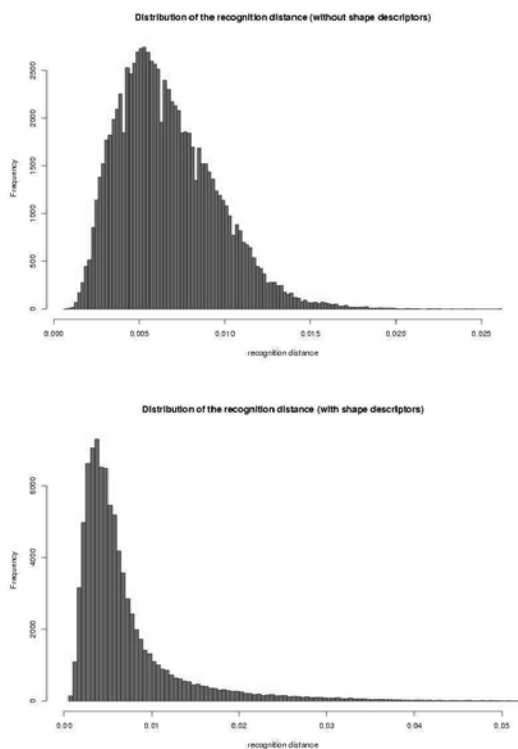 Distribution of the recognition distance (without shape descriptors)
Frequency
2500
2000
1500
1000
500
0
0.000 0.005 0.010 0.015 0.020 0.025
recognition distance
Distribution of the recognition distance (with shape descriptors)
Frequency
6000
4000
2000
0
0.00 0.01 0.02 0.03 0.04 0.05
recognition distance